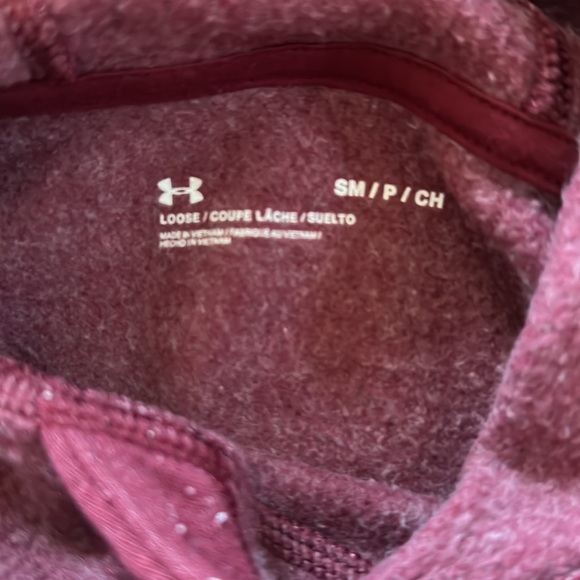 SM / P / CH
LOOSE / COUPE LÂCHE / SUELTO
MADE IN VIETNAM / FABRIQUÉ AU VIETNAM /
HECHO EN VIETNAM